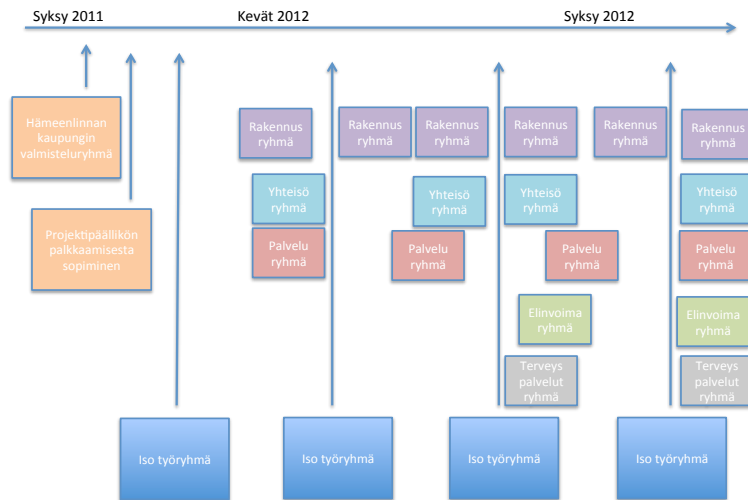 Syksy 2011
Kevät 2012
Syksy 2012
Hämeenlinnan
kaupungin
valmisteluryhmä
Projektipäällikön
palkkaamisesta
sopiminen
Rakennus
ryhmä
Rakennus
ryhmä
Rakennus
ryhmä
Rakennus
ryhmä
Rakennus
ryhmä
Rakennus
ryhmä
Yhteisö
ryhmä
Yhteisö
ryhmä
Yhteisö
ryhmä
Yhteisö
ryhmä
Palvelu
ryhmä
Palvelu
ryhmä
Palvelu
ryhmä
Palvelu
ryhmä
Elinvoima
ryhmä
Elinvoima
ryhmä
Terveys
palvelut
ryhmä
Terveys
palvelut
ryhmä
Iso työryhmä
Iso työryhmä
Iso työryhmä
Iso työryhmä